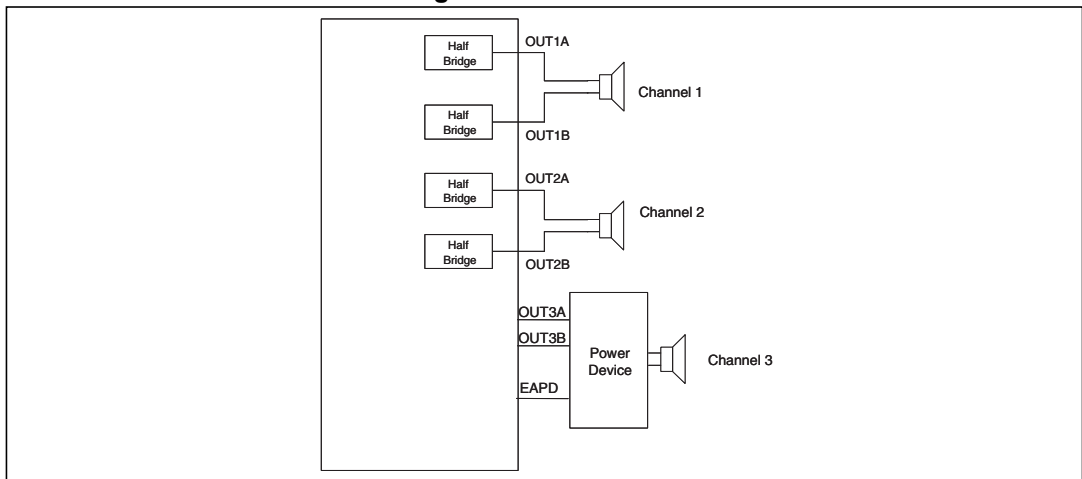 Half
Bridge
OUT1A
Channel 1
Half
Bridge
OUT1B
Half
Bridge
OUT2A
Channel 2
Half
Bridge
OUT2B
OUT3A
OUT3B
EAPD
Power
Device
Channel 3